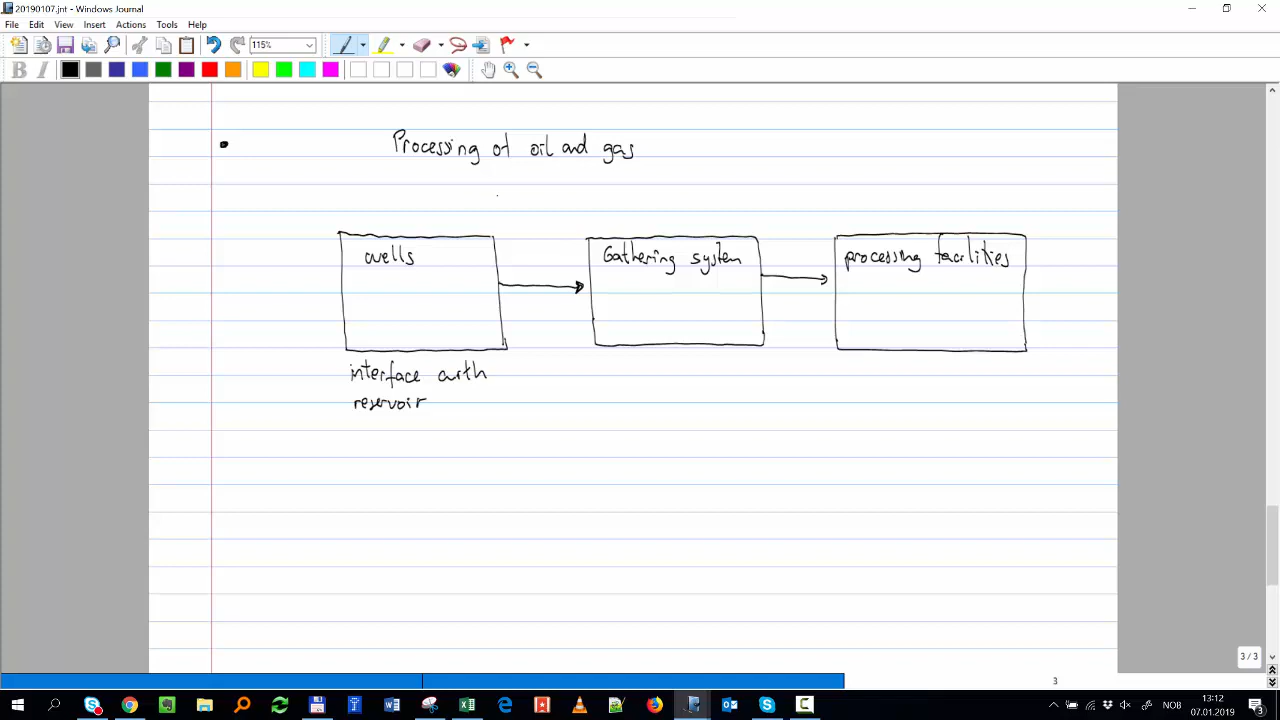 20190107.jnt - Windows Journal
File Edit View Insert Actions Tools Help
115%
B I
Processing of oil and gas
wells
Gathering system
processing facilities
interface with
reservoir
3 / 3
3
13:12
NOB
07.01.2019
3